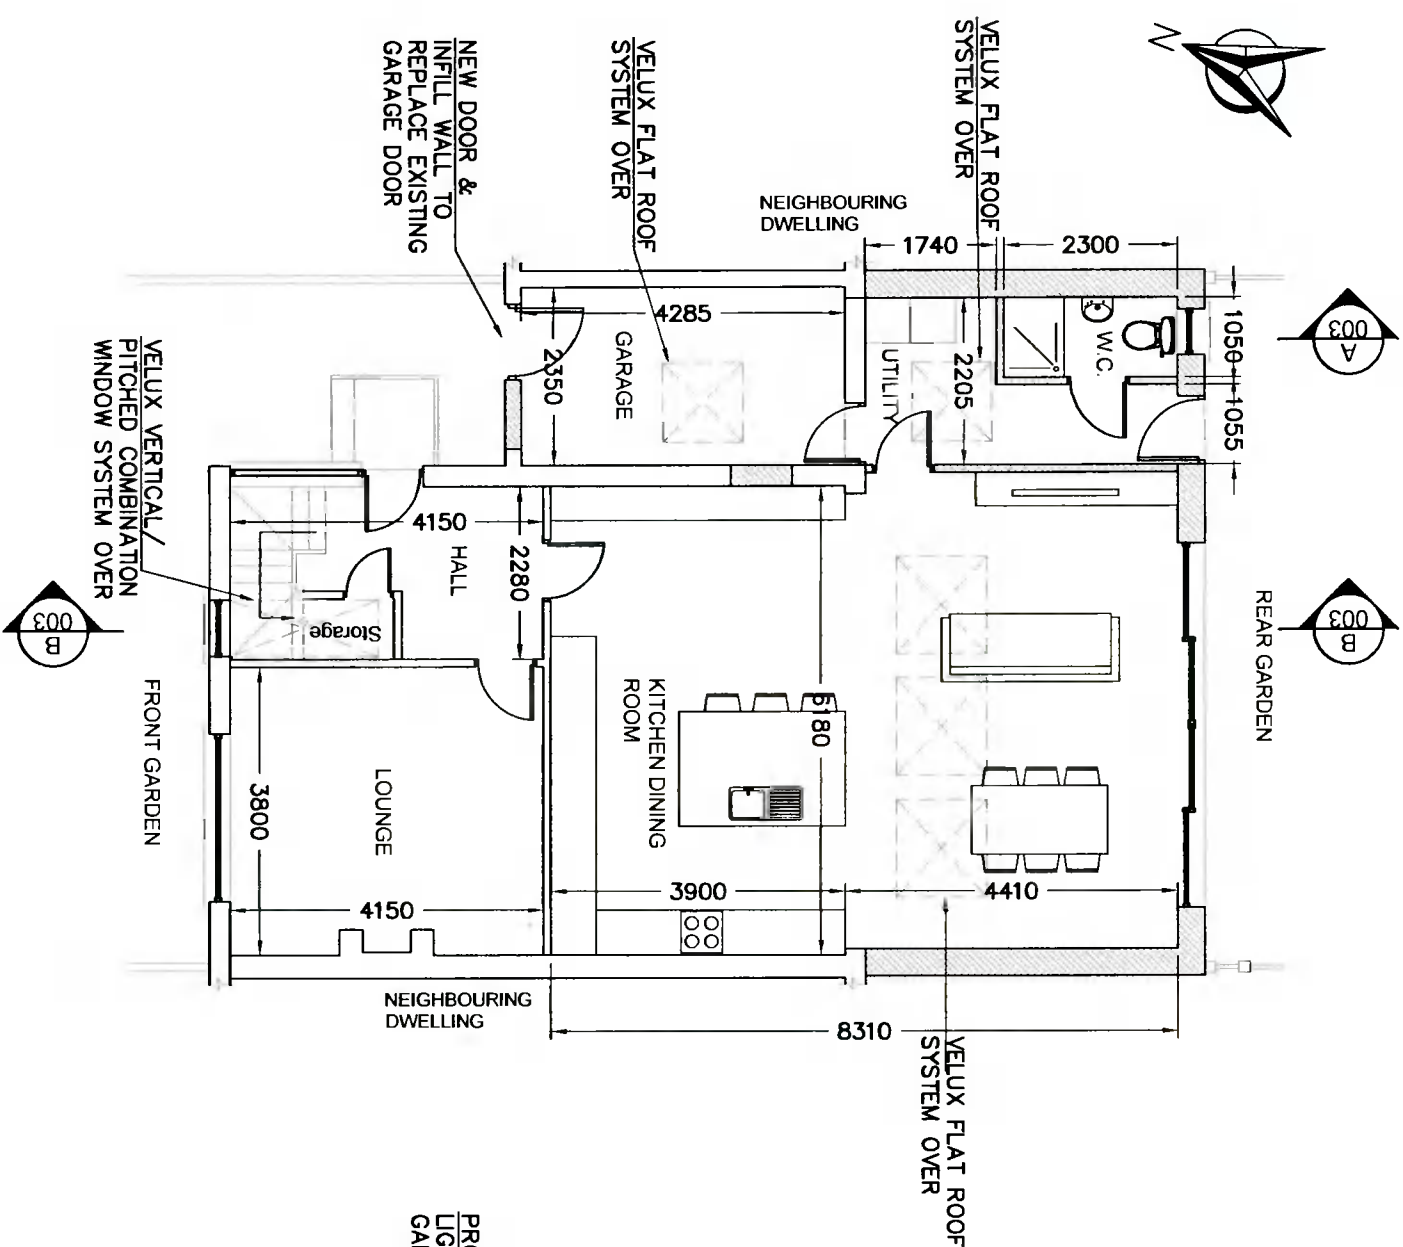 N
VELUX FLAT ROOF
SYSTEM OVER
VELUX FLAT ROOF
SYSTEM OVER
NEW DOOR &
INFILL WALL TO
REPLACE EXISTING
GARAGE DOOR
NEIGHBOURING
DWELLING
1740
2300
1050
1055
A
003
4285
2350
GARAGE
UTILITY
2205
W.C.
VELUX VERTICAL/
PITCHED COMBINATION
WINDOW SYSTEM OVER
4150
2280
HALL
Storage
B
003
B
003
REAR GARDEN
FRONT GARDEN
KITCHEN DINING
ROOM
6180
LOUNGE
3800
4150
3900
4410
NEIGHBOURING
DWELLING
8310
VELUX FLAT ROOF
SYSTEM OVER
PRO
LIG
GA